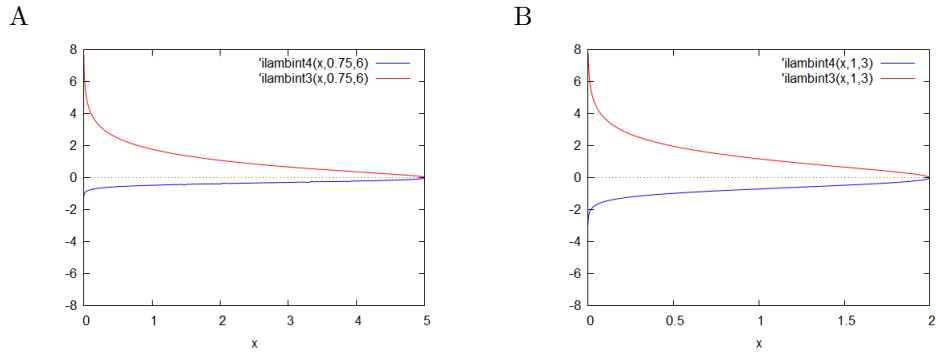 A
8
6
4
2
0
-2
-4
-6
-8
'ilambint4(x,0.75,6)
'ilambint3(x,0.75,6)
0 1 2 3 4 5
x
B
8
6
4
2
0
-2
-4
-6
-8
'ilambint4(x,1,3)
'ilambint3(x,1,3)
0 0.5 1 1.5 2
x